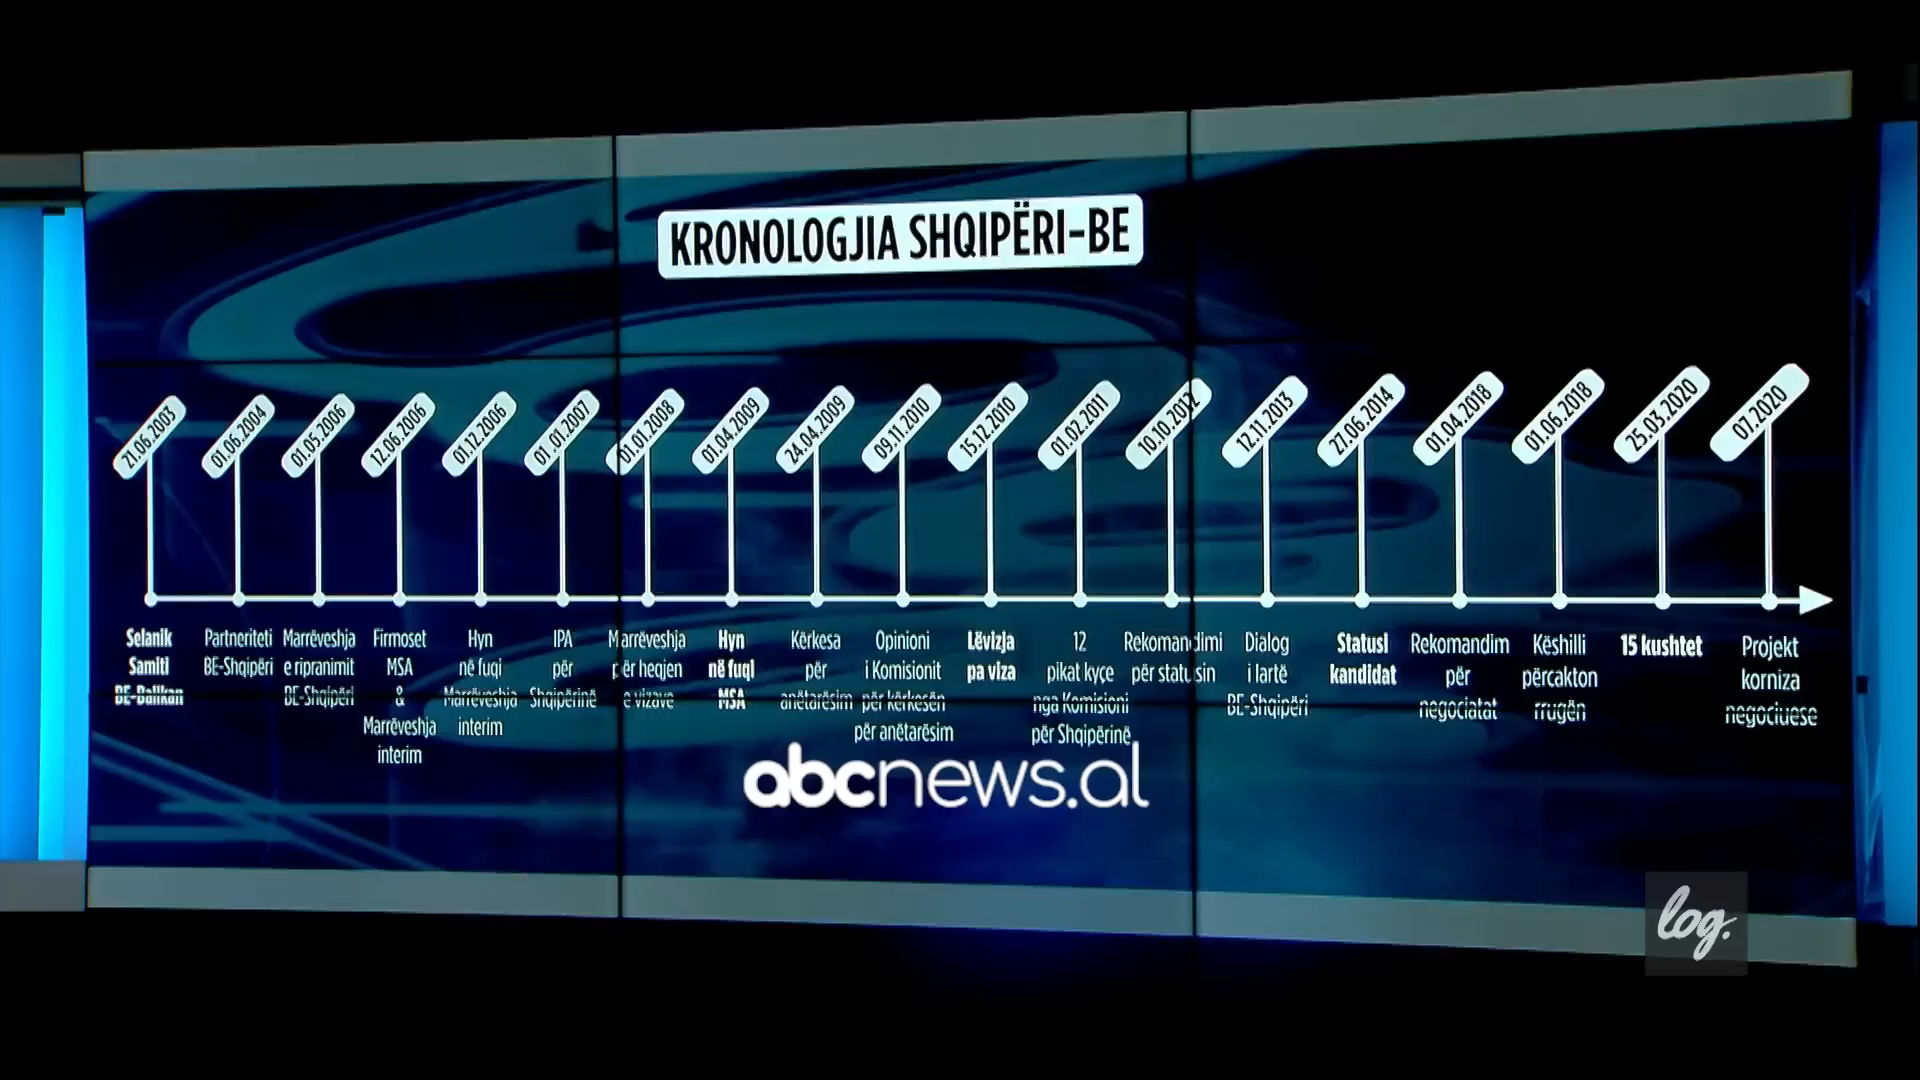 KRONOLOGJIA SHQIPËRI-BE
21.06.2003
01.06.2004
01.05.2006
12.06.2006
01.12.2006
01.01.2007
01.01.2008
01.04.2009
24.04.2009
09.11.2010
15.12.2010
01.02.2011
10.10.2012
12.11.2013
27.06.2014
01.04.2018
01.06.2018
25.03.2020
07.2020
Selanik
Samiti
BE-Ballkan
Partneriteti
BE-Shqipëri
Marrëveshja
e ripranimit
BE-Shqipëri
Firmoset
MSA
&
Marrëveshja
interim
Hyn
në fuqi
Marrëveshja
interim
IPA
për
Shqipërinë
Marrëveshja
për heqjen
e vizave
Hyn
në fuqi
MSA
Kërkesa
për
anëtarësim
Opinioni
i Komisionit
për kërkesën
për anëtarësim
Lëvizja
pa viza
12
pikat kyçe
nga Komisioni
për Shqipërinë
Rekomandimi
për statusin
Dialog
i lartë
BE-Shqipëri
Statusi
kandidat
Rekomandim
për
negociatat
Këshilli
përcakton
rrugën
15 kushtet
Projekt
korniza
negociuese
abcnews.al
log.